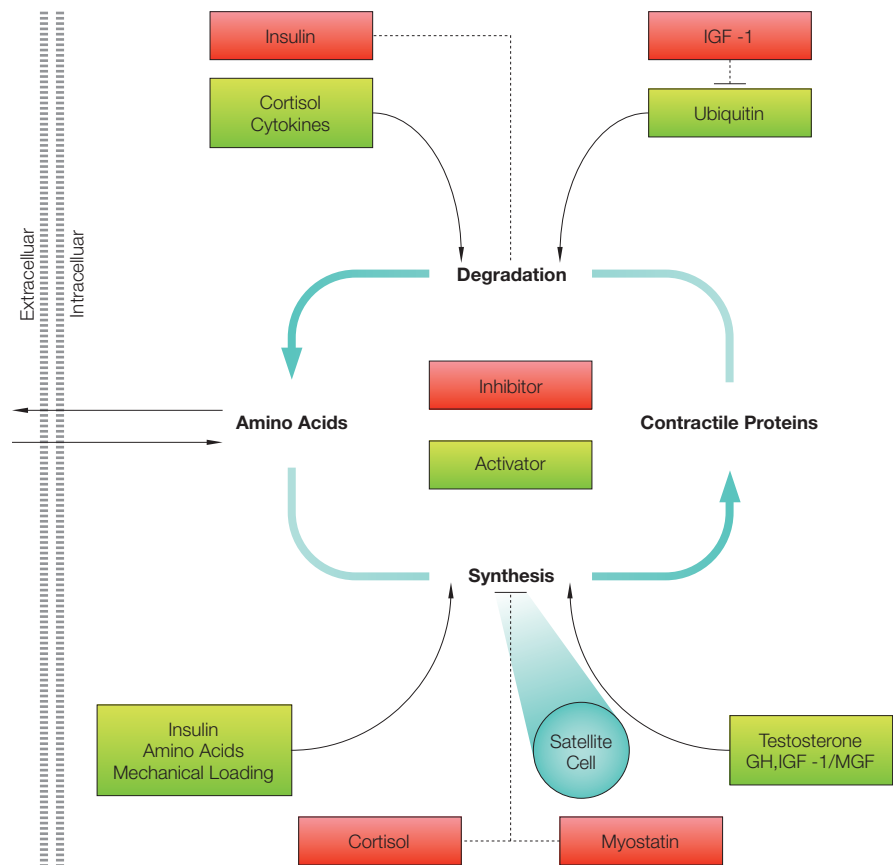 Insulin
IGF -1
Cortisol
Cytokines
Ubiquitin
Extracelluar
Intracelluar
Degradation
Inhibitor
Amino Acids
Contractile Proteins
Activator
Synthesis
Insulin
Amino Acids
Mechanical Loading
Satellite
Cell
Testosterone
GH,IGF -1/MGF
Cortisol
Myostatin